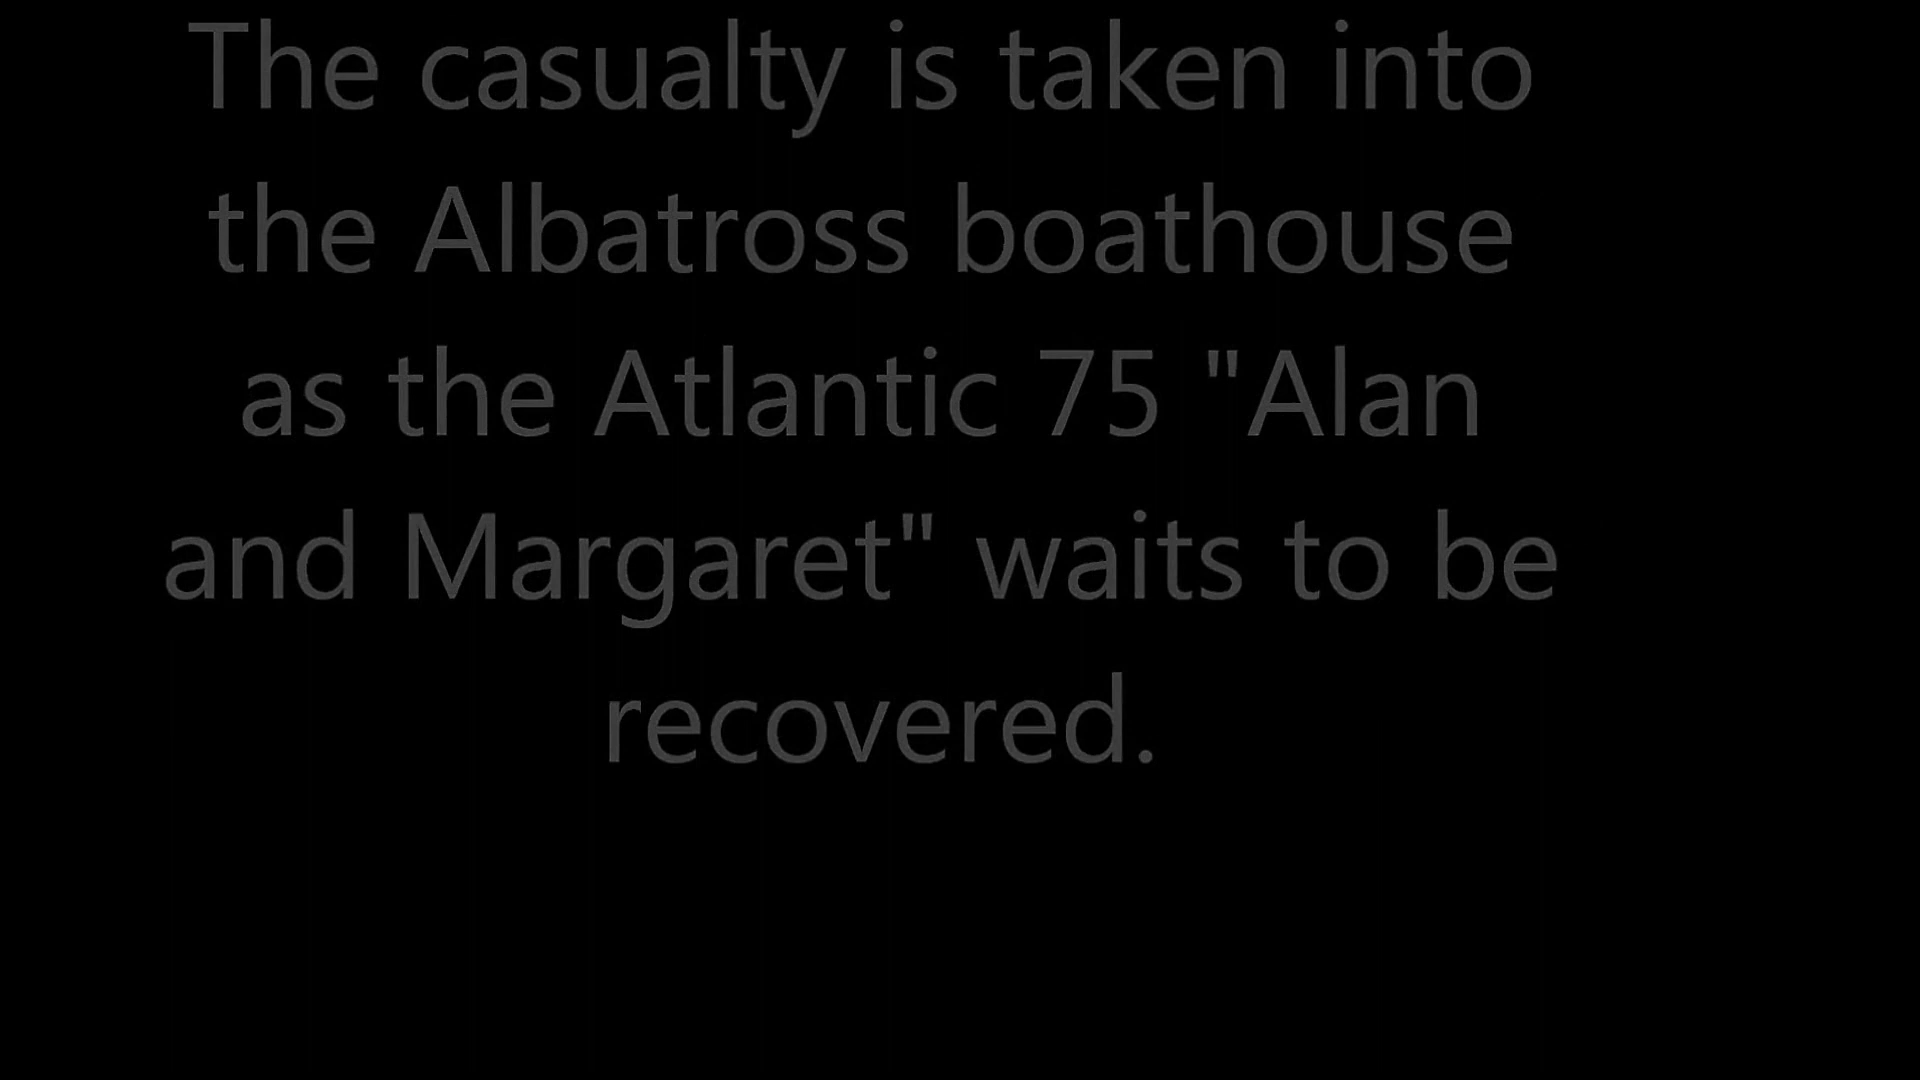 The casualty is taken into
the Albatross boathouse
as the Atlantic 75 "Alan
and Margaret" waits to be
recovered.